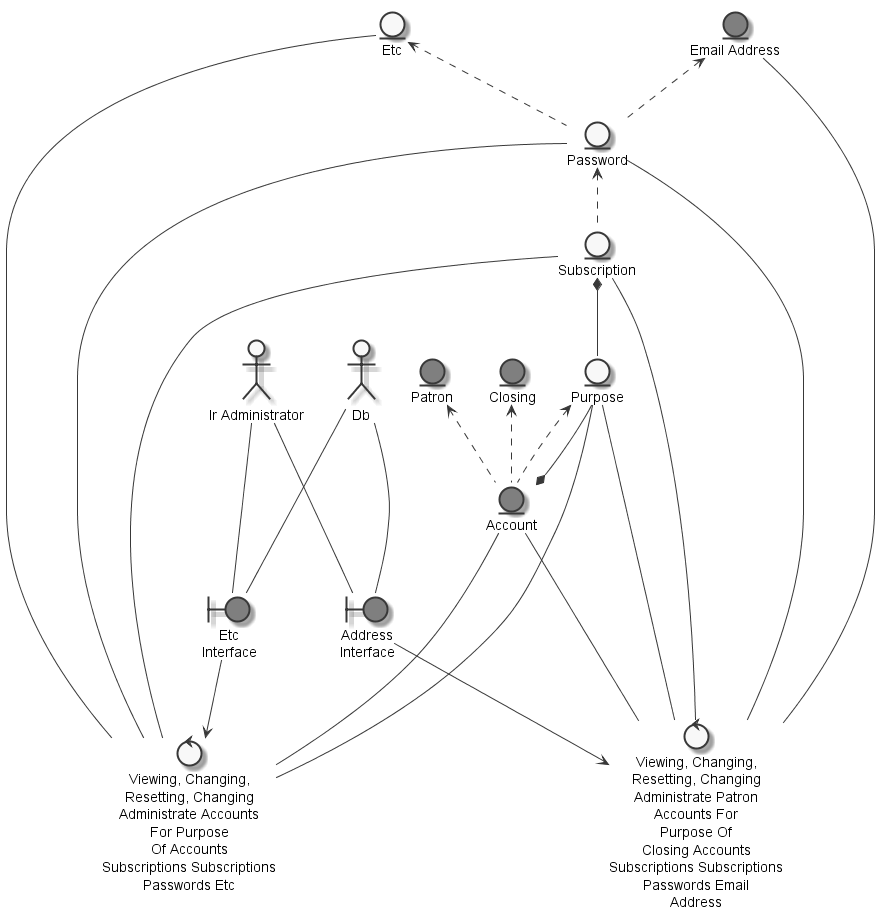 Etc
Email Address
Password
Subscription
Ir Administrator
Db
Patron
Closing
Purpose
Account
Etc
Interface
Address
Interface
Viewing, Changing,
Resetting, Changing
Administrate Accounts
For Purpose
Of Accounts
Subscriptions Subscriptions
Passwords Etc
Viewing, Changing,
Resetting, Changing
Administrate Patron
Accounts For
Purpose Of
Closing Accounts
Subscriptions Subscriptions
Passwords Email
Address